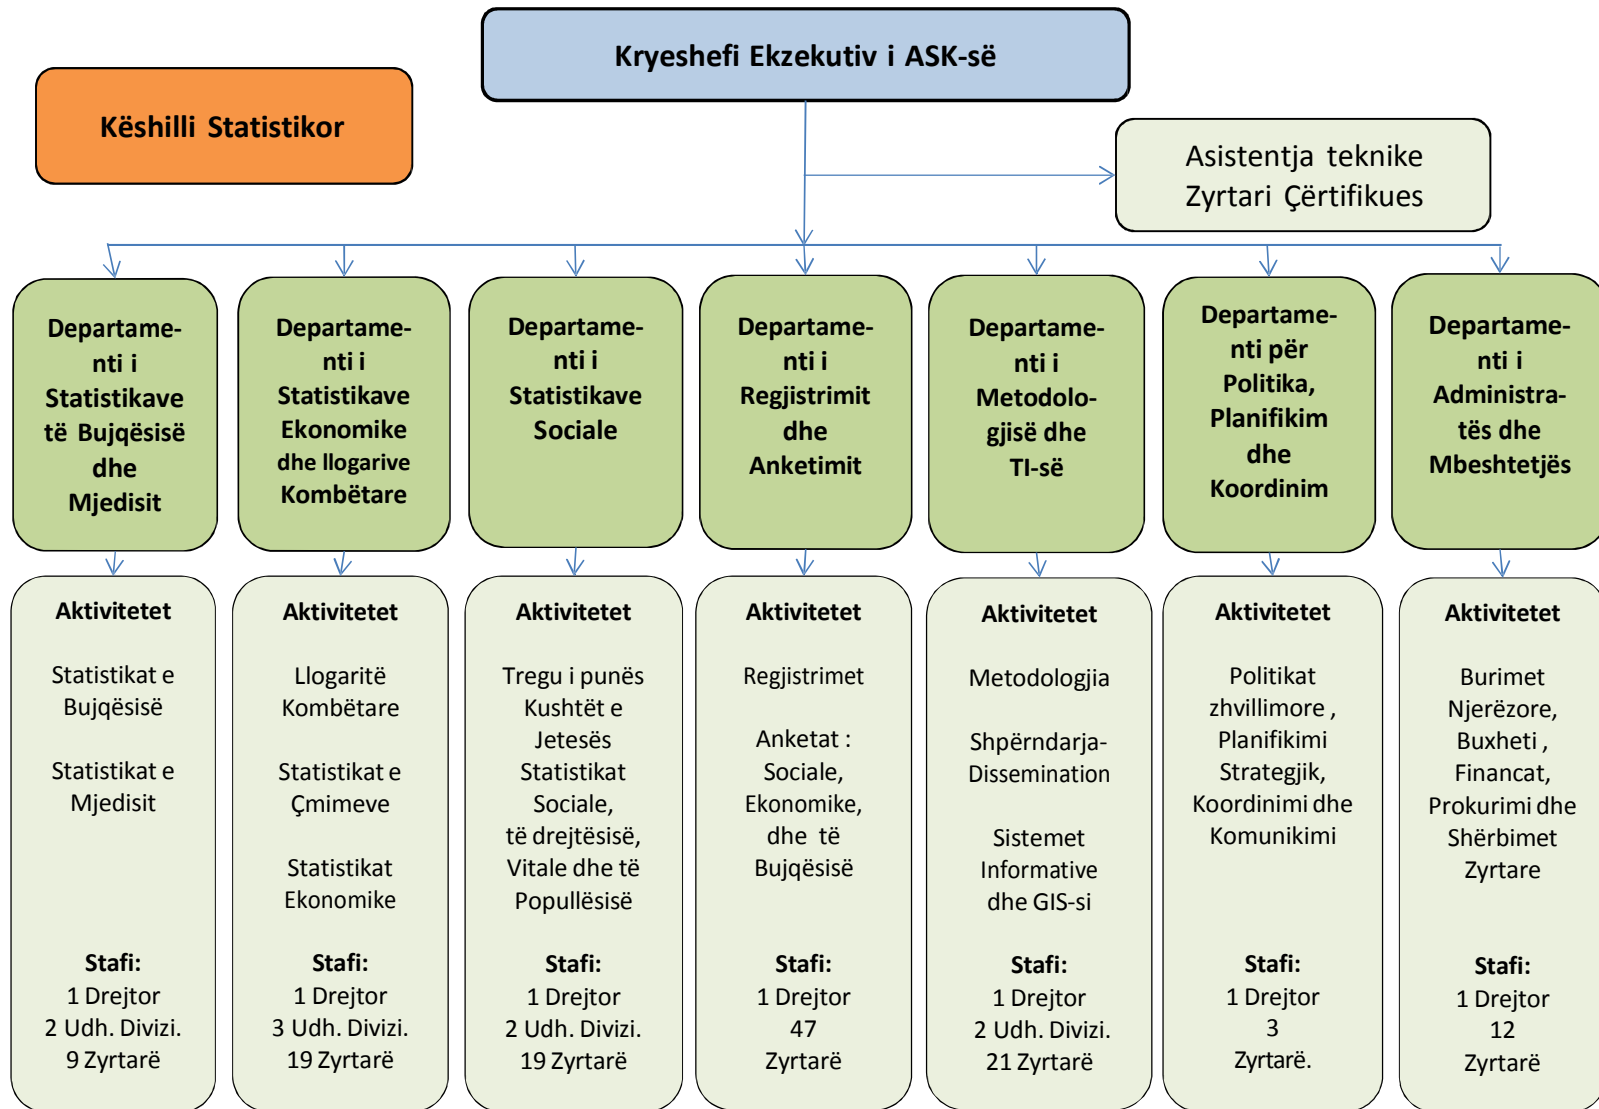 Kryeshefi Ekzekutiv i ASK-së
Këshilli Statistikor
Asistentja teknike
Zyrtari Çërtifikues
Departame-
nti i
Statistikave
të Bujqësisë
dhe
Mjedisit
Departame-
nti i
Statistikave
Ekonomike
dhe llogarive
Kombëtare
Departame-
nti i
Statistikave
Sociale
Departame-
nti i
Regjistrimit
dhe
Anketimit
Departame-
nti i
Metodolo-
gjisë dhe
TI-së
Departame-
nti për
Politika,
Planifikim
dhe
Koordinim
Departame-
nti i
Administra-
tës dhe
Mbeshtetjës
Aktivitetet
Statistikat e
Bujqësisë
Statistikat e
Mjedisit
Stafi:
1 Drejtor
2 Udh. Divizi.
9 Zyrtarë
Aktivitetet
Llogaritë
Kombëtare
Statistikat e
Çmimeve
Statistikat
Ekonomike
Stafi:
1 Drejtor
3 Udh. Divizi.
19 Zyrtarë
Aktivitetet
Tregu i punës
Kushtët e
Jetesës
Statistikat
Sociale,
të drejtësisë,
Vitale dhe të
Popullësisë
Stafi:
1 Drejtor
2 Udh. Divizi.
19 Zyrtarë
Aktivitetet
Regjistrimet
Anketat :
Sociale,
Ekonomike,
dhe të
Bujqësisë
Stafi:
1 Drejtor
47
Zyrtarë
Aktivitetet
Metodologjia
Shpërndarja-
Dissemination
Sistemet
Informative
dhe GIS-si
Stafi:
1 Drejtor
2 Udh. Divizi.
21 Zyrtarë
Aktivitetet
Politikat
zhvillimore ,
Planifikimi
Strategjik,
Koordinimi dhe
Komunikimi
Stafi:
1 Drejtor
3
Zyrtarë.
Aktivitetet
Burimet
Njerëzore,
Buxheti ,
Financat,
Prokurimi dhe
Shërbimet
Zyrtare
Stafi:
1 Drejtor
12
Zyrtarë